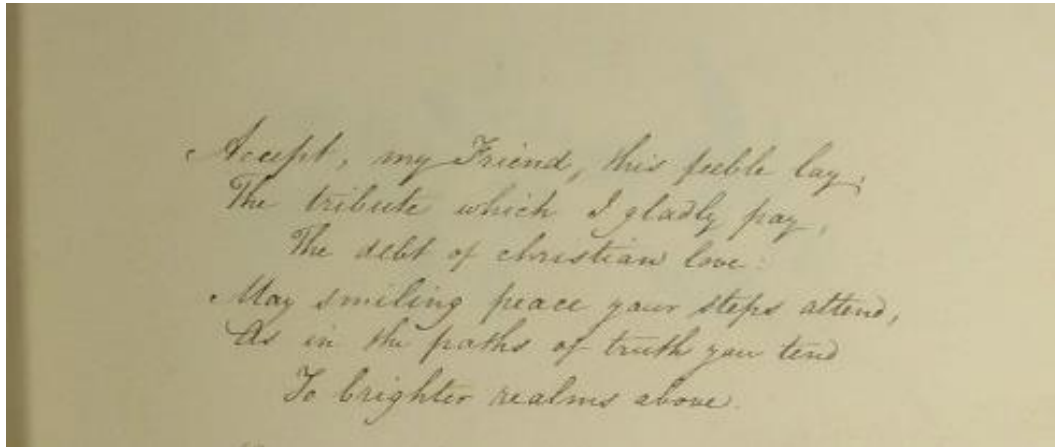 Accept, my Friend, this feeble lay;
The tribute which I gladly pay,
The debt of christian love:
May smiling peace your steps attend,
As in the paths of truth you tend
To brighter realms above.